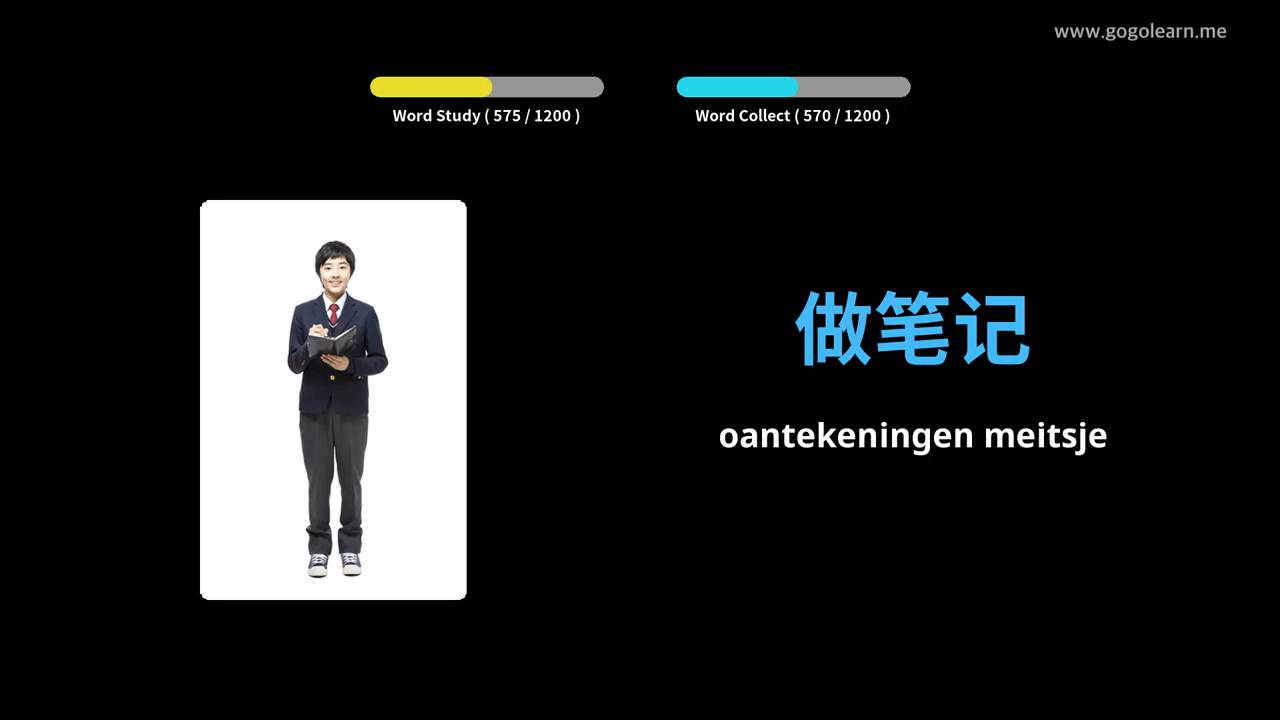 www.gogolearn.me
Word Study ( 575 / 1200 )
Word Collect ( 570 / 1200 )
做笔记
oantekeningen meitsje